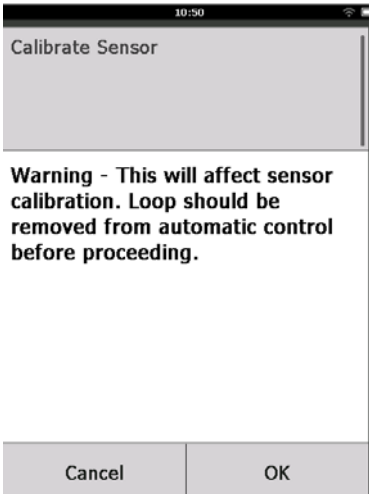 10:50
Calibrate Sensor
Warning - This will affect sensor
calibration. Loop should be
removed from automatic control
before proceeding.
Cancel
OK